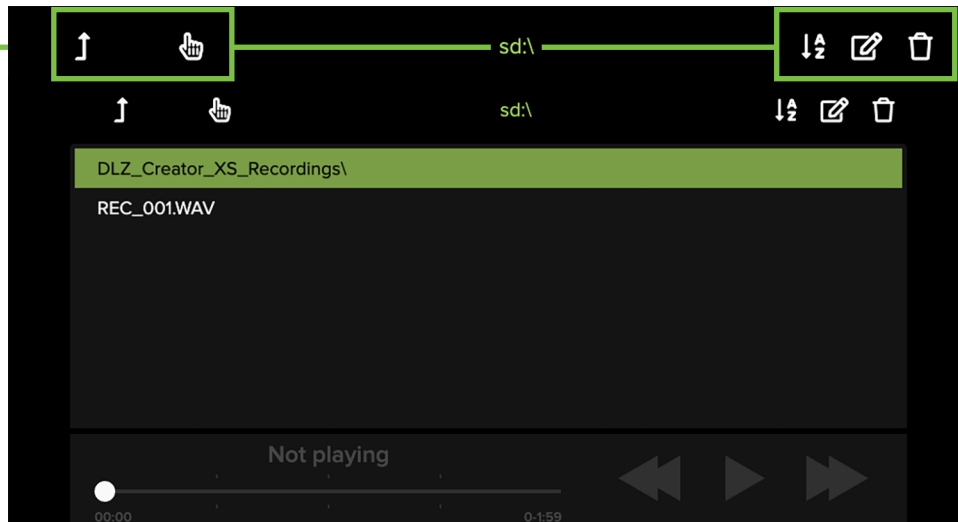 sd:\
sd:\
DLZ_Creator_XS_Recordings\
REC_001.WAV
Not playing
00:00 0-1:59